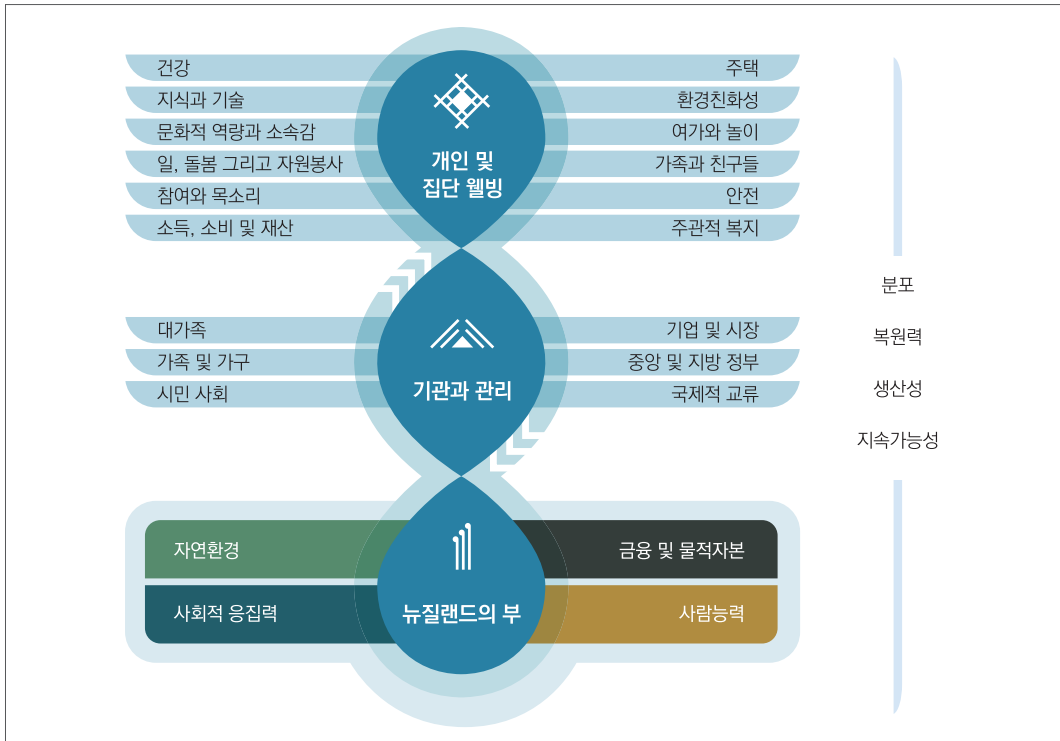 건강
지식과 기술
문화적 역량과 소속감
일, 돌봄 그리고 자원봉사
참여와 목소리
소득, 소비 및 재산
개인 및
집단 웰빙
주택
환경친화성
여가와 놀이
가족과 친구들
안전
주관적 복지
대가족
가족 및 가구
시민 사회
기관과 관리
기업 및 시장
중앙 및 지방 정부
국제적 교류
자연환경
사회적 응집력
뉴질랜드의 부
금융 및 물적자본
사람능력
분포
복원력
생산성
지속가능성